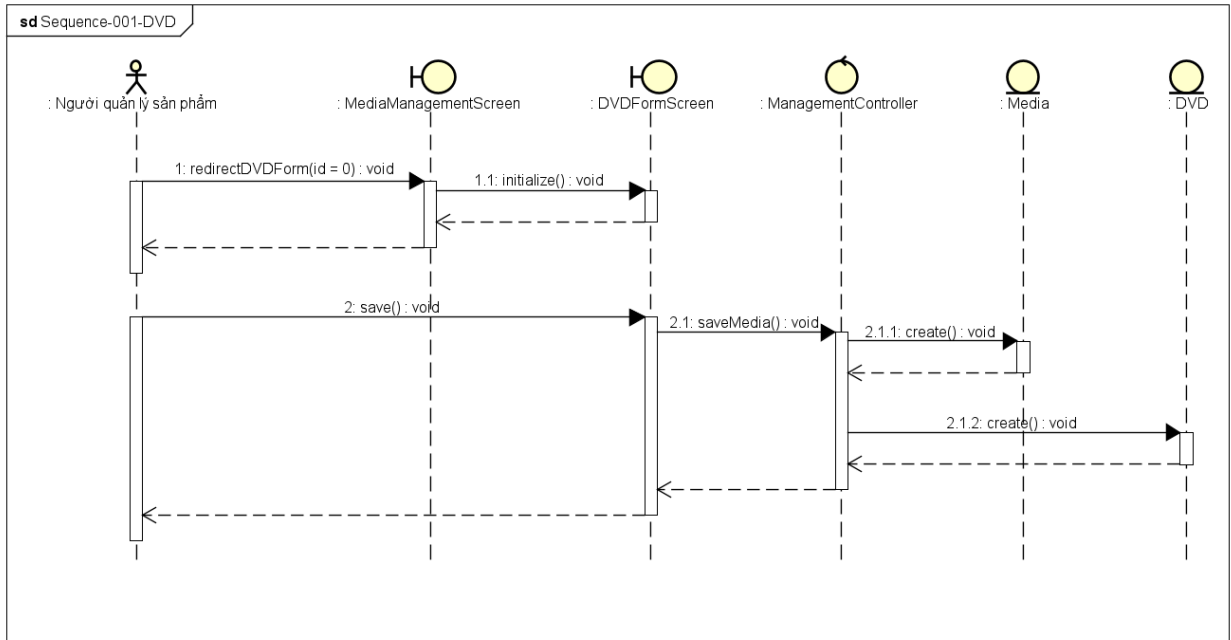 sd Sequence-001-DVD
: Người quản lý sản phẩm
: MediaManagementScreen
: DVDFormScreen
: ManagementController
: Media
: DVD
1: redirectDVDForm(id = 0) : void
1.1: initialize() : void
2: save() : void
2.1: saveMedia() : void
2.1.1: create() : void
2.1.2: create() : void